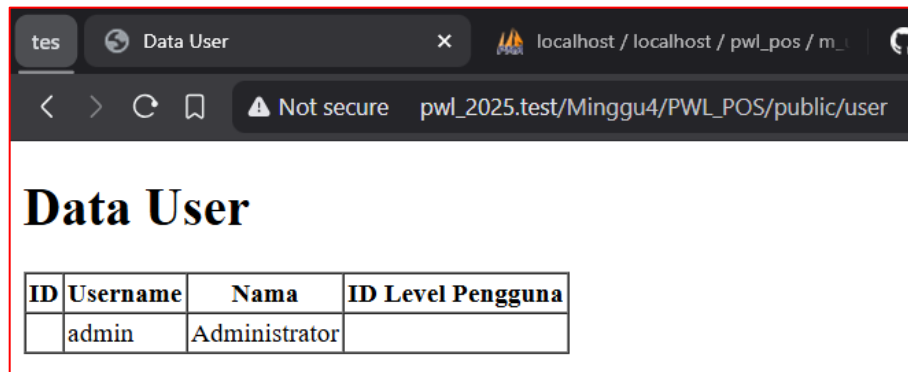 tes Data User × localhost / localhost / pwl_pos / m_
Not secure pwl_2025.test/Minggu4/PWL_POS/public/user
Data User
ID Username Nama ID Level Pengguna
admin Administrator